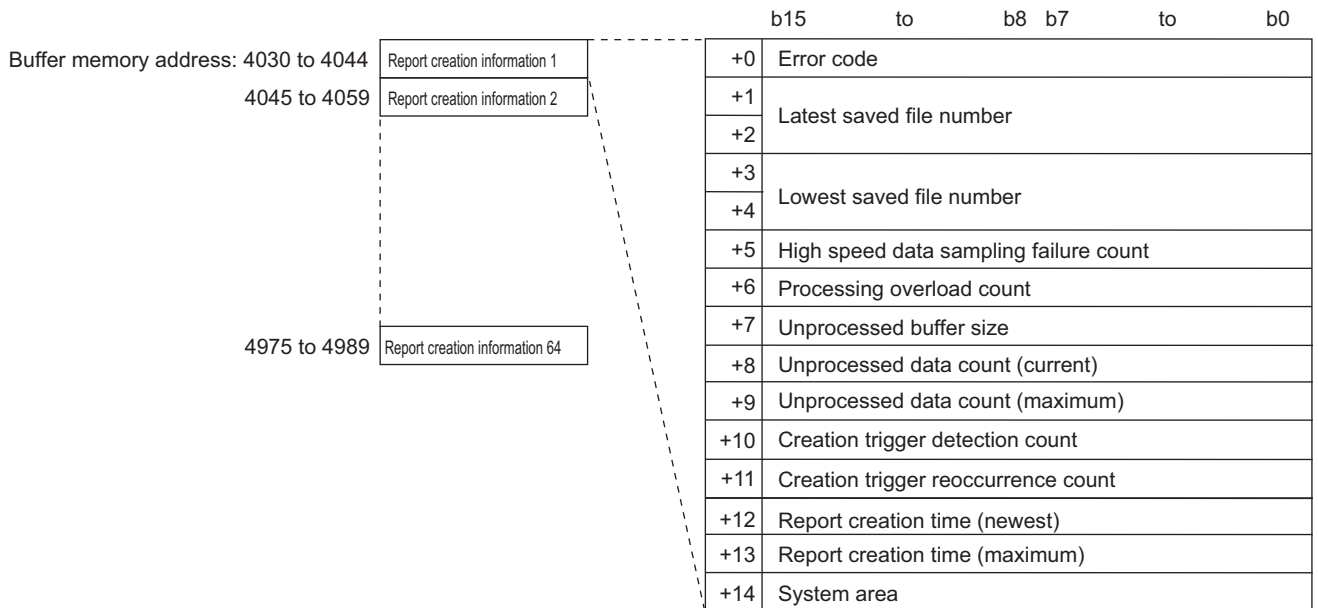 b15 to b8 b7 to b0
Buffer memory address: 4030 to 4044 Report creation information 1
4045 to 4059 Report creation information 2
4975 to 4989 Report creation information 64
+0 Error code
+1
Latest saved file number
+2
+3
Lowest saved file number
+4
+5 High speed data sampling failure count
+6 Processing overload count
+7 Unprocessed buffer size
+8 Unprocessed data count (current)
+9 Unprocessed data count (maximum)
+10 Creation trigger detection count
+11 Creation trigger reoccurrence count
+12 Report creation time (newest)
+13 Report creation time (maximum)
+14 System area